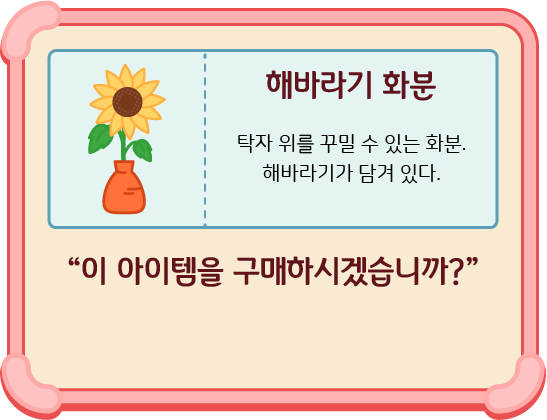 해바라기 화분
탁자 위를 꾸밀 수 있는 화분.
해바라기가 담겨 있다.
“이 아이템을 구매하시겠습니까?”